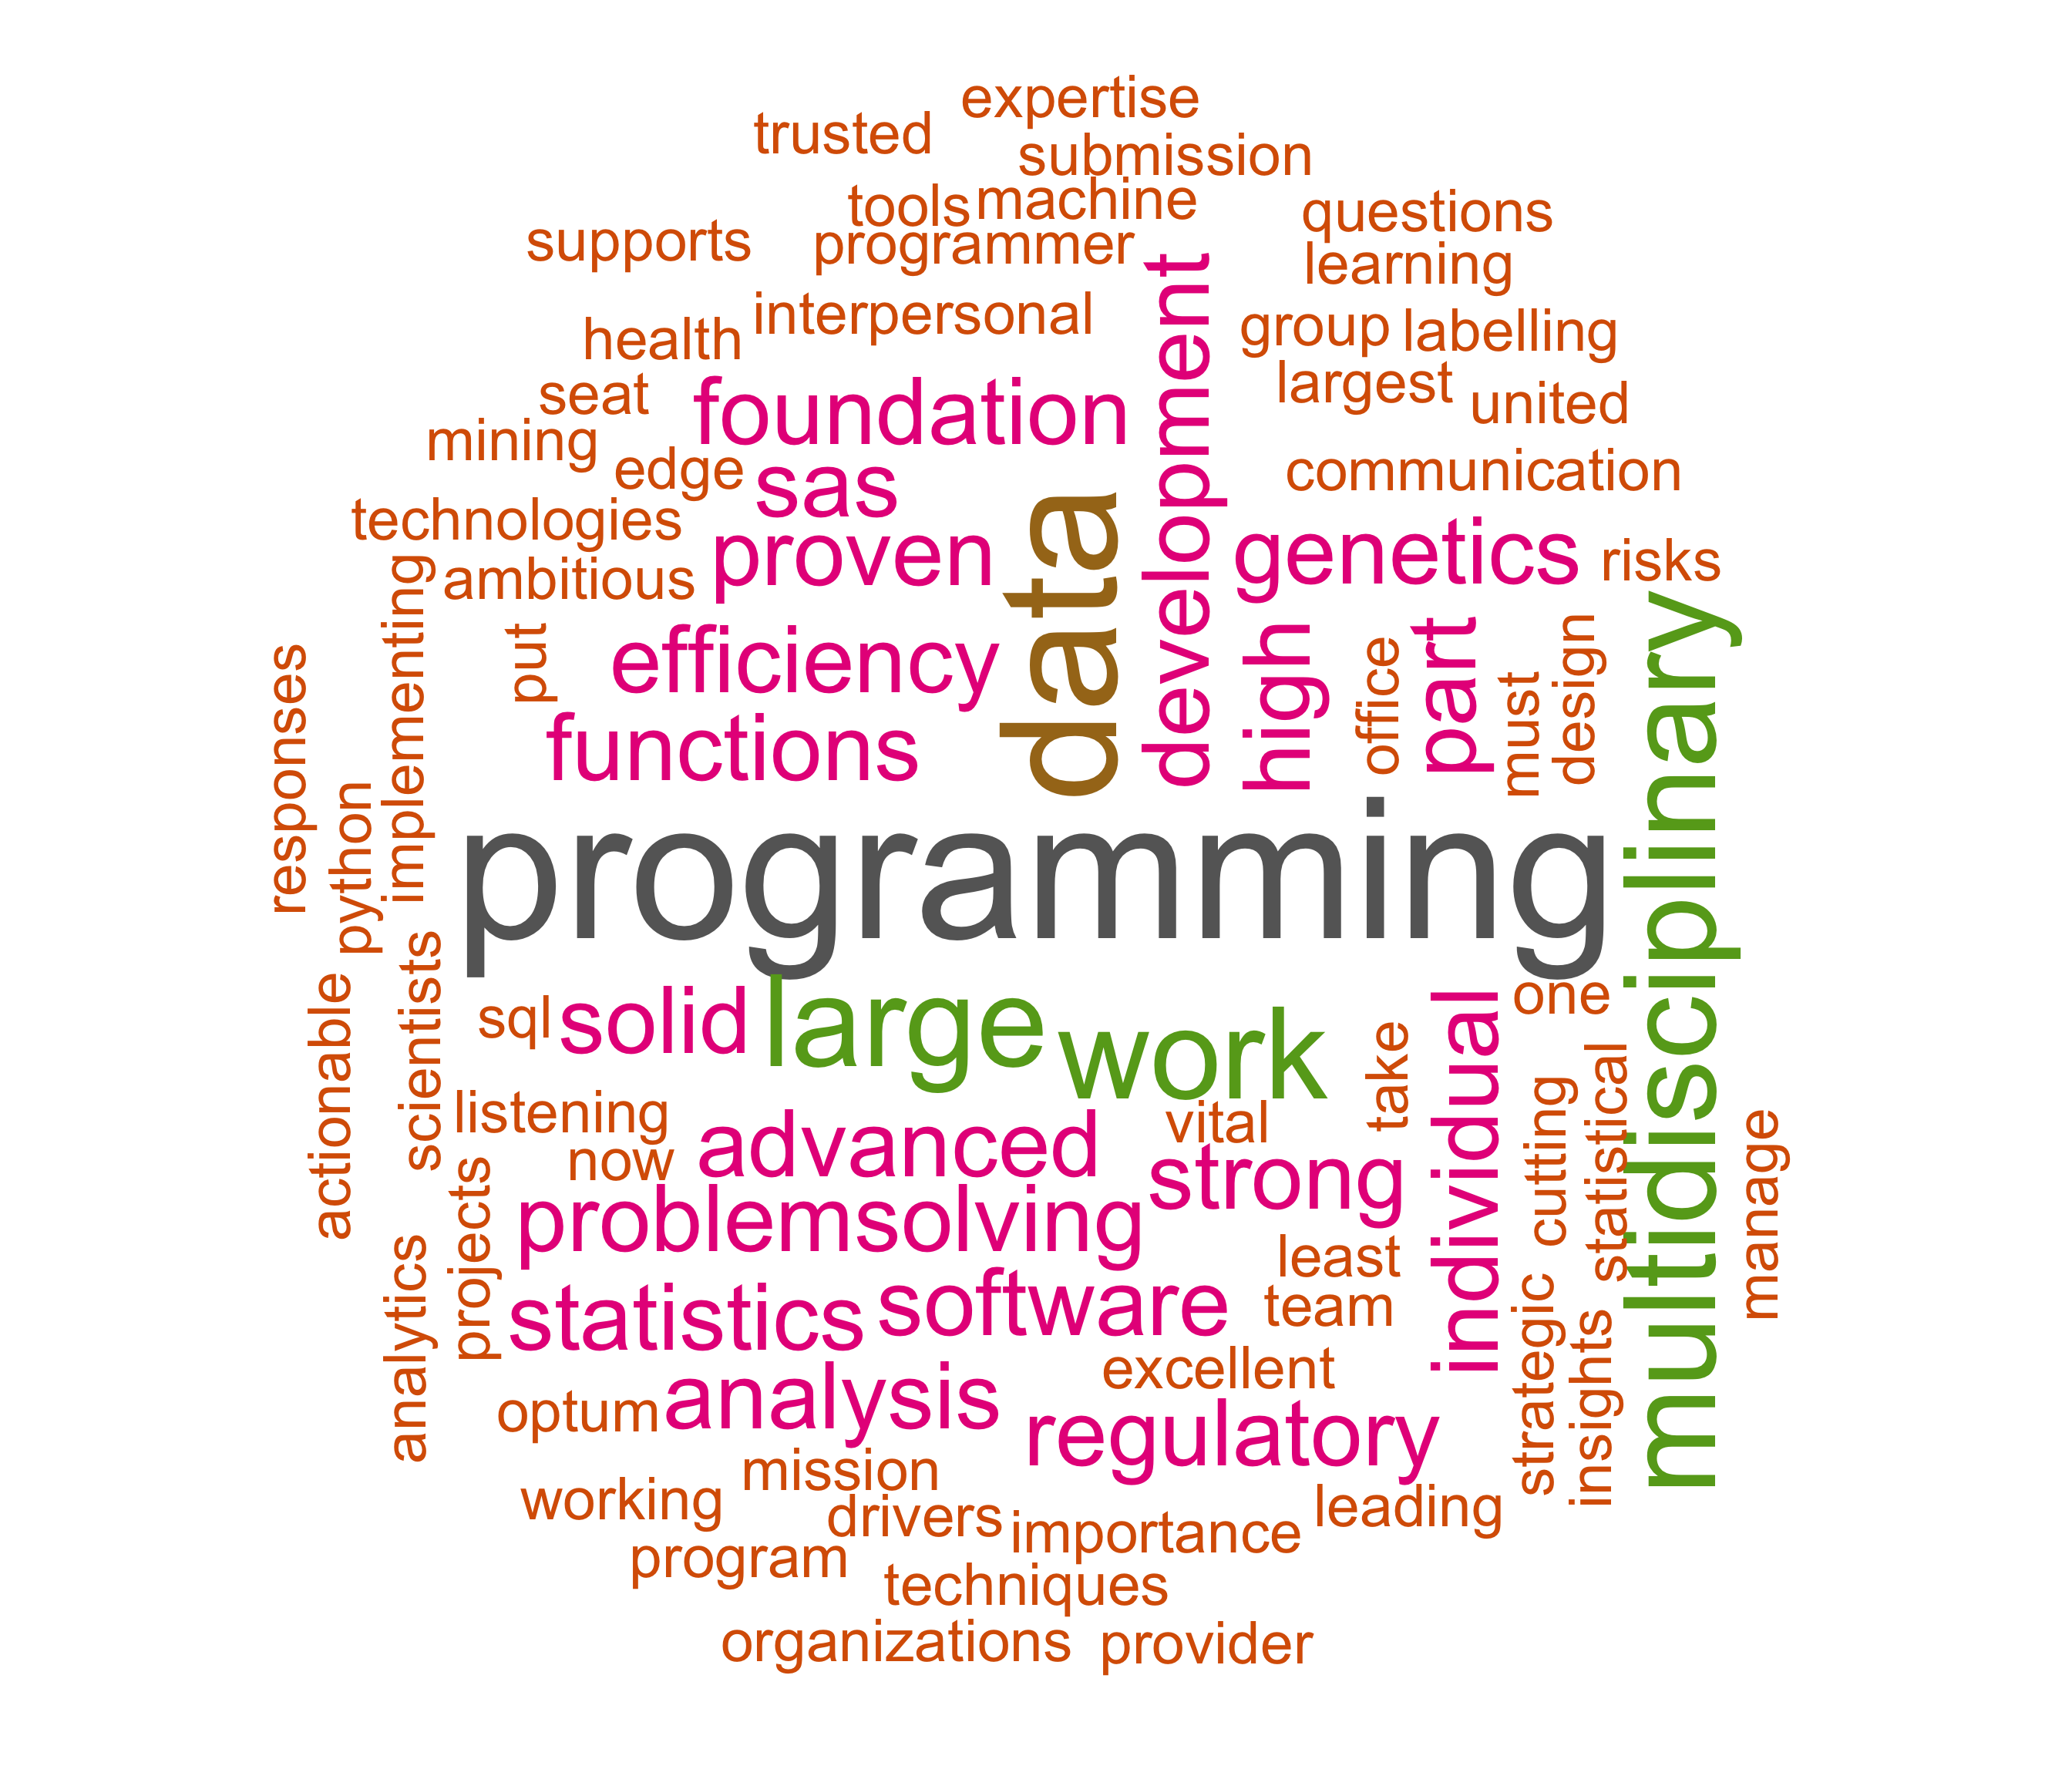 expertise
trusted
submission
tools machine
questions
supports programmer
learning
interpersonal
health
group labelling
seat
foundation
development
largest united
mining
edge
sas
communication
technologies
data
proven
genetics risks
ambitious
implementing
put
efficiency
high
office
part
must
design
multidisciplinary
responses
functions
python
programming
scientists
actionable
sql solid large work
individual
one
take
listening
vital
cutting
statistical
manage
now advanced
strong
projects
problemsolving
least
analytics
statistics software
team
strategic
insights
excellent
optum analysis
regulatory
mission
working
drivers
leading
importance
program
techniques
organizations provider